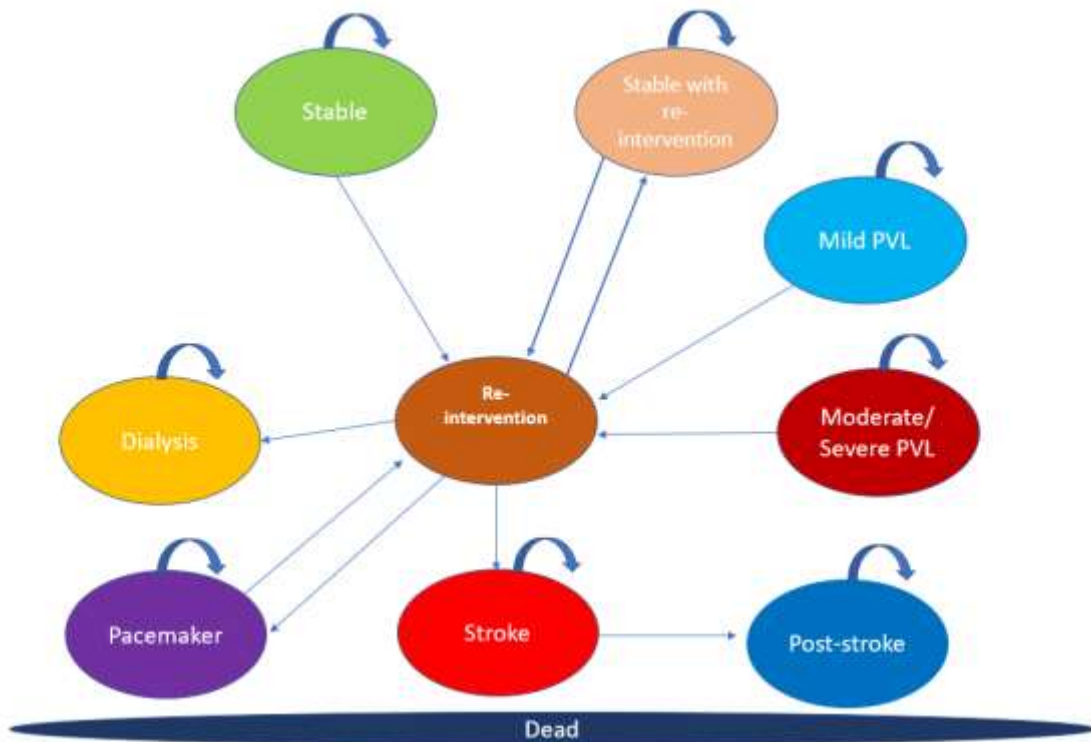 Stable
Stable with
re-
intervention
Mild PVL
Re-
intervention
Dialysis
Moderate/
Severe PVL
Pacemaker
Stroke
Post-stroke
Dead